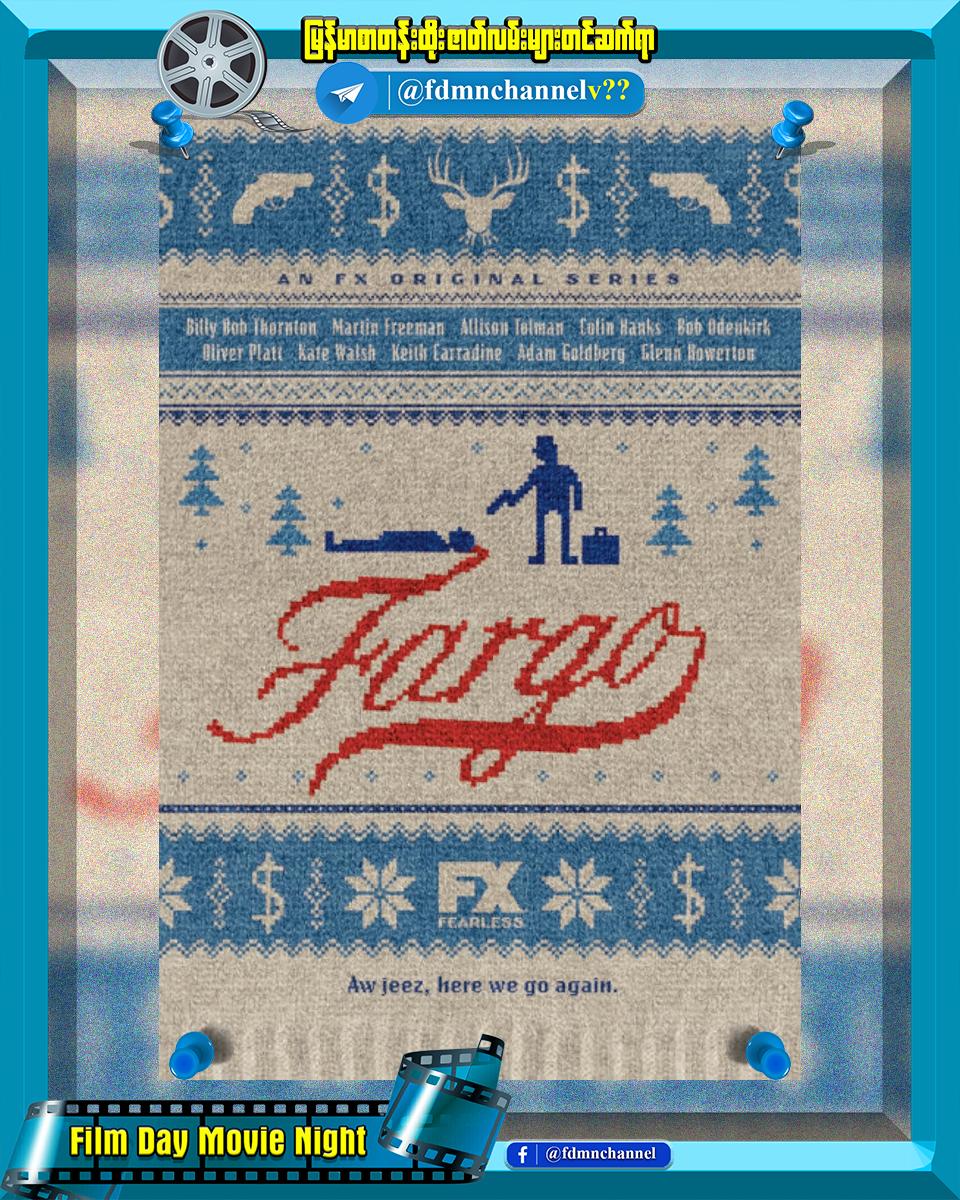 မြန်မာစာတန်းထိုးဇာတ်လမ်းများတင်ဆက်ရာ
@fdmnchannelv??
AN FX ORIGINAL SERIES
Billy Bob Thornton Martin Freeman Allison Tolman Colin Hanks Bob Odenkirk
Oliver Platt Kate Walsh Keith Carradine Adam Goldberg Glenn Howerton
Fargo
FX
FEARLESS
Aw jeez, here we go again.
Film Day Movie Night
@fdmnchannel